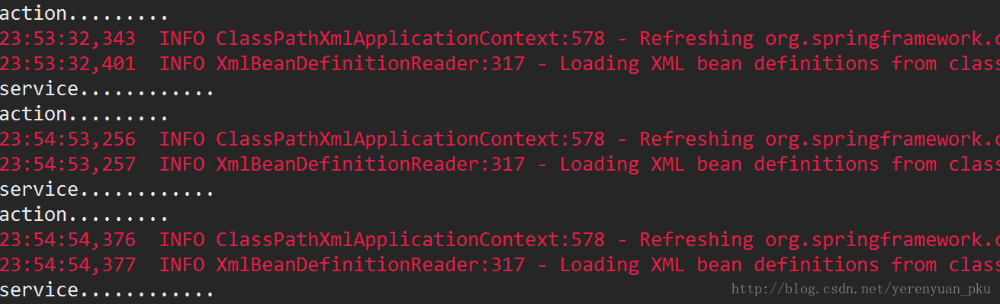 action.........
23:53:32,343  INFO ClassPathXmlApplicationContext:578 - Refreshing org.springframework.c
23:53:32,401  INFO XmlBeanDefinitionReader:317 - Loading XML bean definitions from class
service............
action.........
23:54:53,256  INFO ClassPathXmlApplicationContext:578 - Refreshing org.springframework.c
23:54:53,257  INFO XmlBeanDefinitionReader:317 - Loading XML bean definitions from class
service............
action.........
23:54:54,376  INFO ClassPathXmlApplicationContext:578 - Refreshing org.springframework.c
23:54:54,377  INFO XmlBeanDefinitionReader:317 - Loading XML bean definitions from class
service............
http://blog.csdn.net/yerenyuan_pku